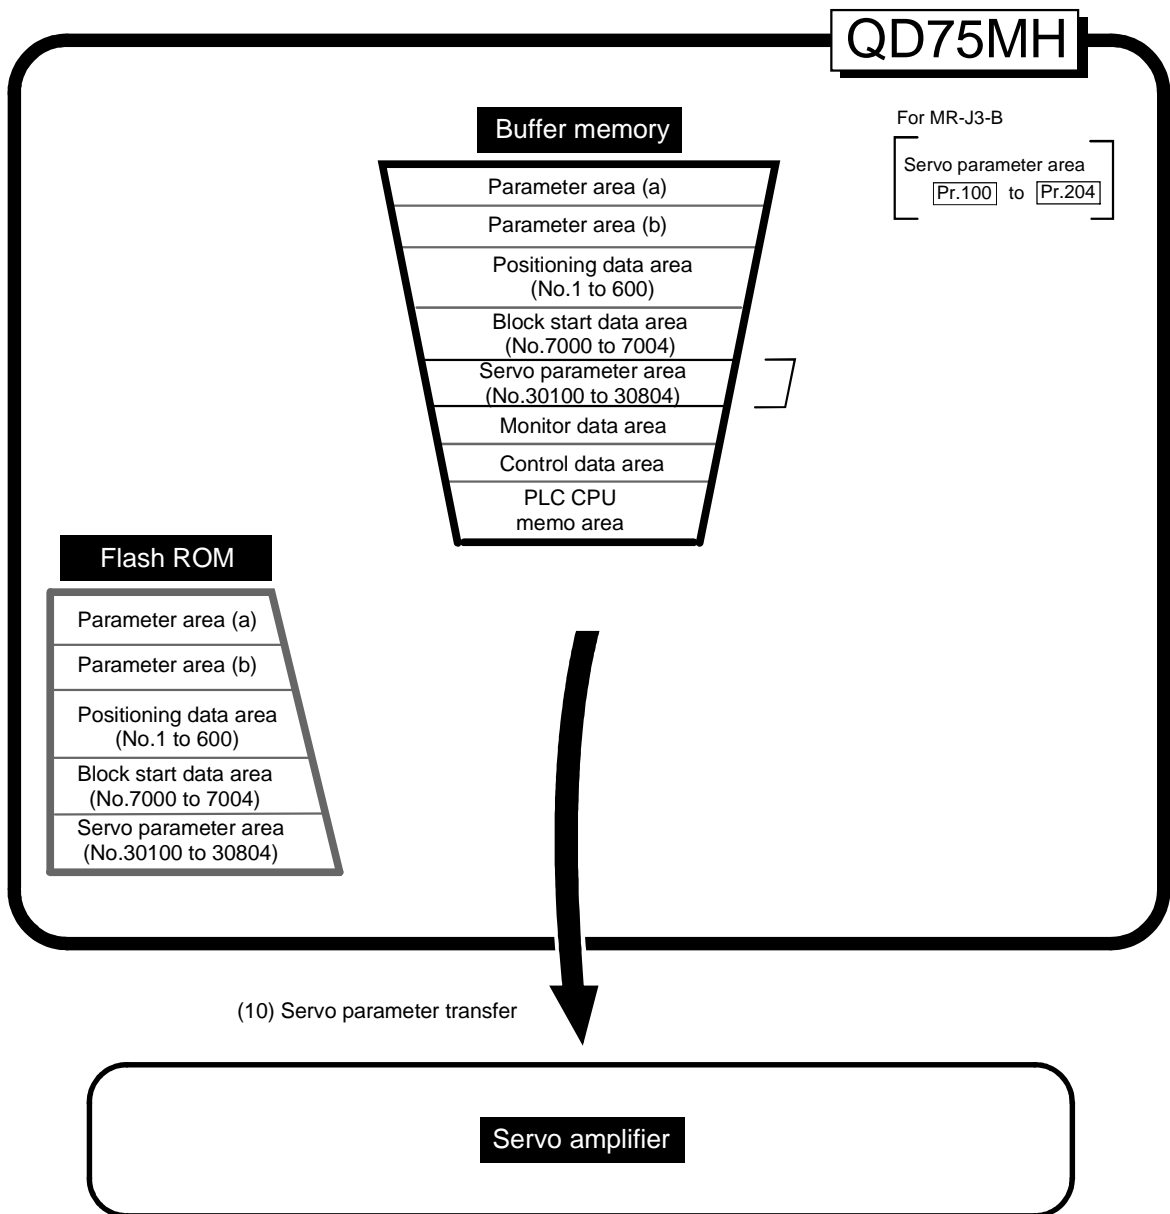 QD75MH
For MR-J3-B
Servo parameter area
Pr.100 to Pr.204
Buffer memory
Parameter area (a)
Parameter area (b)
Positioning data area
(No.1 to 600)
Block start data area
(No.7000 to 7004)
Servo parameter area
(No.30100 to 30804)
Monitor data area
Control data area
PLC CPU
memo area
Flash ROM
Parameter area (a)
Parameter area (b)
Positioning data area
(No.1 to 600)
Block start data area
(No.7000 to 7004)
Servo parameter area
(No.30100 to 30804)
(10) Servo parameter transfer
Servo amplifier